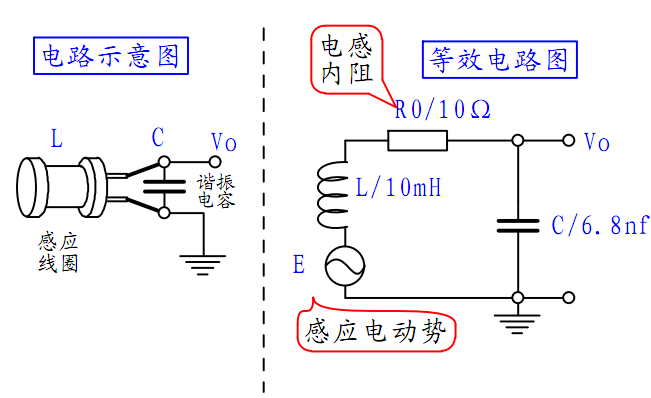 电路示意图
L
C
Vo
谐振
电容
感应
线圈
等效电路图
电感
内阻
R0/10Ω
Vo
L/10mH
C/6.8nf
E
感应电动势